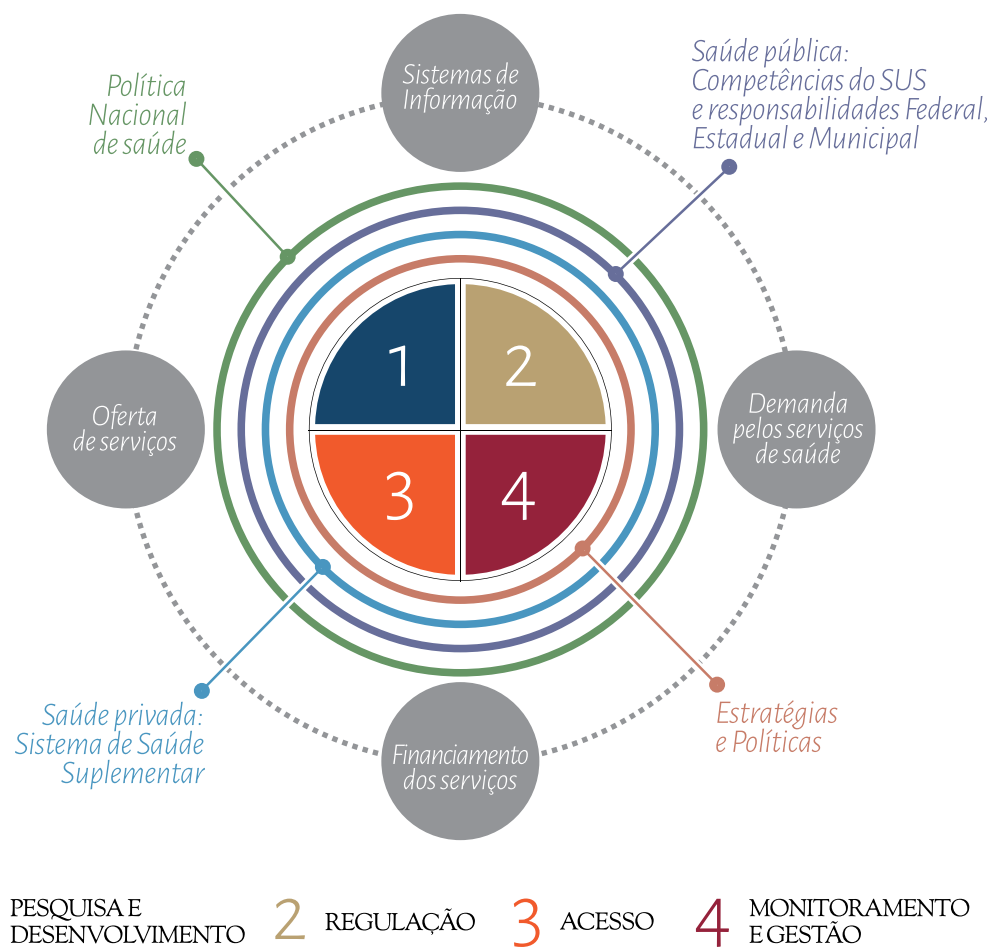 Sistemas de
Informação
Política
Nacional
de saúde
Saúde pública:
Competências do SUS
e responsabilidades Federal,
Estadual e Municipal
1
2
3
4
Oferta
de serviços
Demanda
pelos serviços
de saúde
Saúde privada:
Sistema de Saúde
Suplementar
Estratégias
e Políticas
Financiamento
dos serviços
PESQUISA E
DESENVOLVIMENTO
2 REGULAÇÃO
3 ACESSO
4 MONITORAMENTO
E GESTÃO